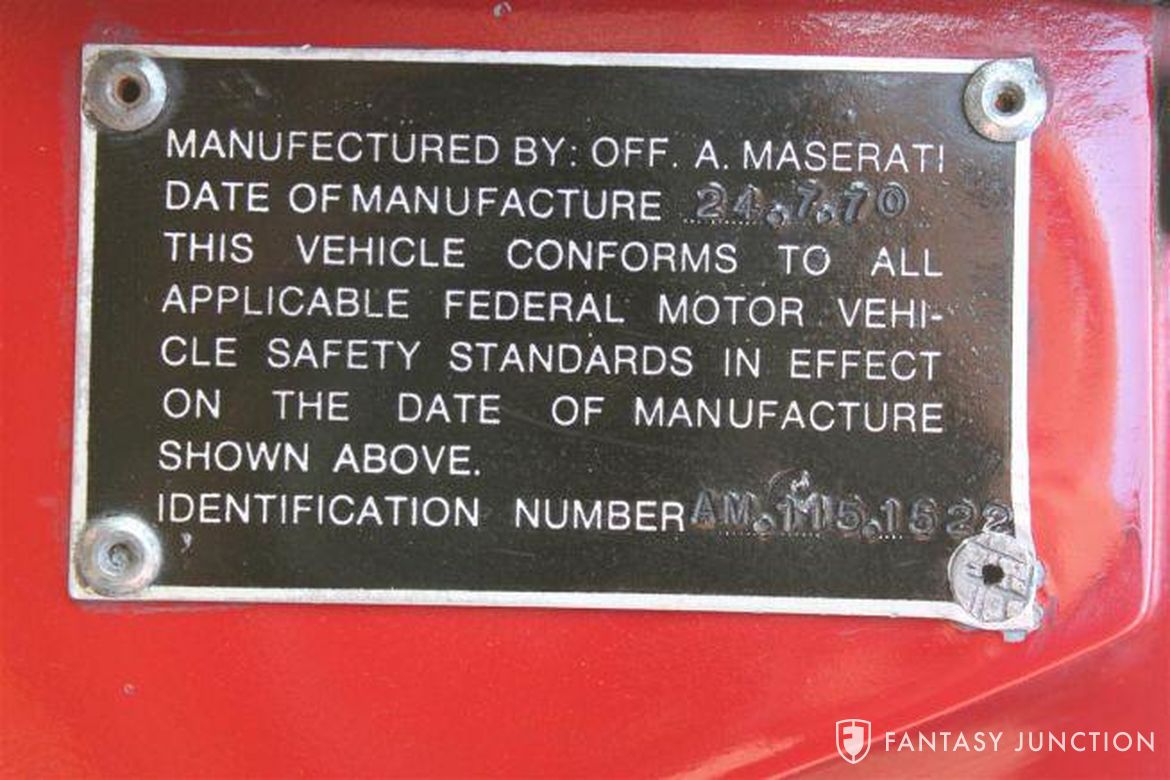 MANUFECTURED BY: OFF. A. MASERATI
DATE OF MANUFACTURE 24.7.70
THIS VEHICLE CONFORMS TO ALL
APPLICABLE FEDERAL MOTOR VEHI-
CLE SAFETY STANDARDS IN EFFECT
ON THE DATE OF MANUFACTURE
SHOWN ABOVE.
IDENTIFICATION NUMBER AM.115.1522
FANTASY JUNCTION